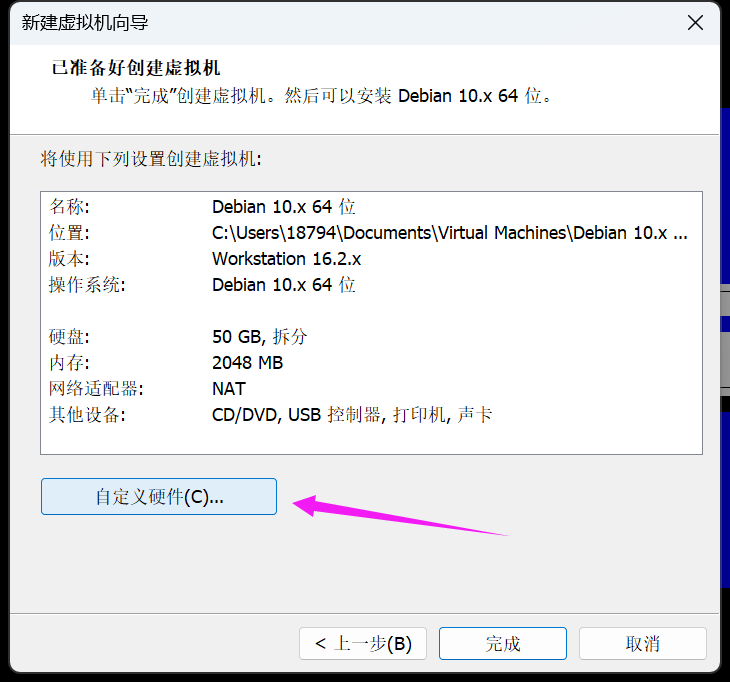 新建虚拟机向导
已准备好创建虚拟机
单击“完成”创建虚拟机。然后可以安装 Debian 10.x 64 位。
将使用下列设置创建虚拟机:
名称: Debian 10.x 64 位
位置: C:\Users\18794\Documents\Virtual Machines\Debian 10.x ...
版本: Workstation 16.2.x
操作系统: Debian 10.x 64 位
硬盘: 50 GB, 拆分
内存: 2048 MB
网络适配器: NAT
其他设备: CD/DVD, USB 控制器, 打印机, 声卡
自定义硬件(C)...
< 上一步(B) 完成 取消